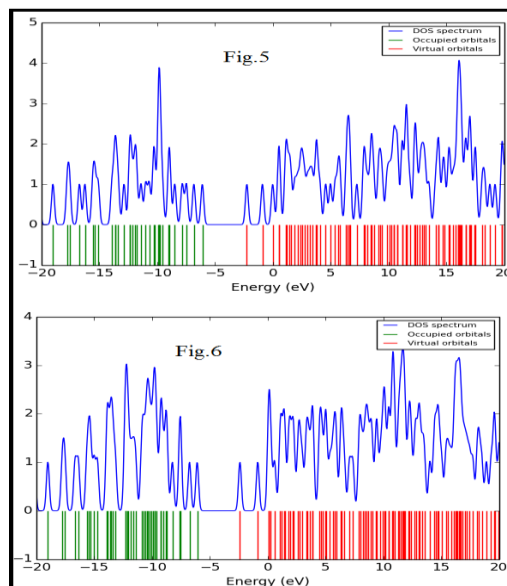 Fig.5
DOS spectrum
Occupied orbitals
Virtual orbitals
5
4
3
2
1
0
−1
−20 −15 −10 −5 0 5 10 15 20
Energy (eV)
Fig.6
DOS spectrum
Occupied orbitals
Virtual orbitals
4
3
2
1
0
−1
−20 −15 −10 −5 0 5 10 15 20
Energy (eV)